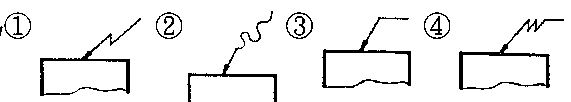 ① ② ③ ④